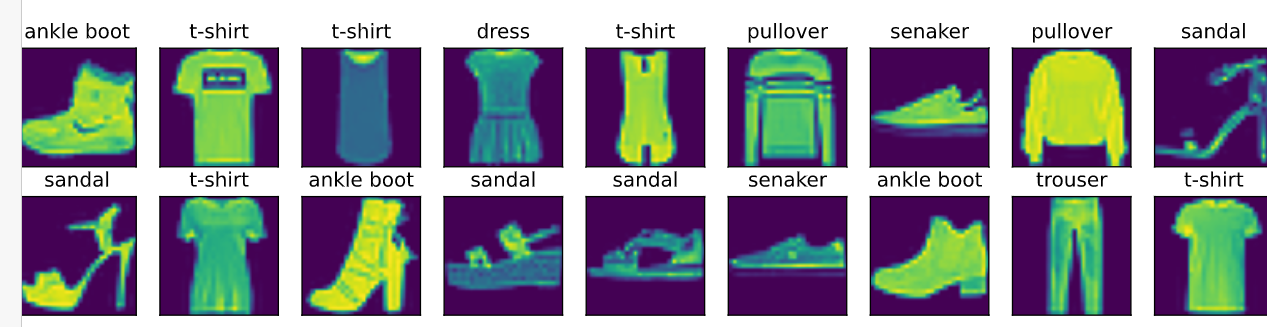 ankle boot t-shirt t-shirt dress t-shirt pullover senaker pullover sandal
sandal t-shirt ankle boot sandal sandal senaker ankle boot trouser t-shirt